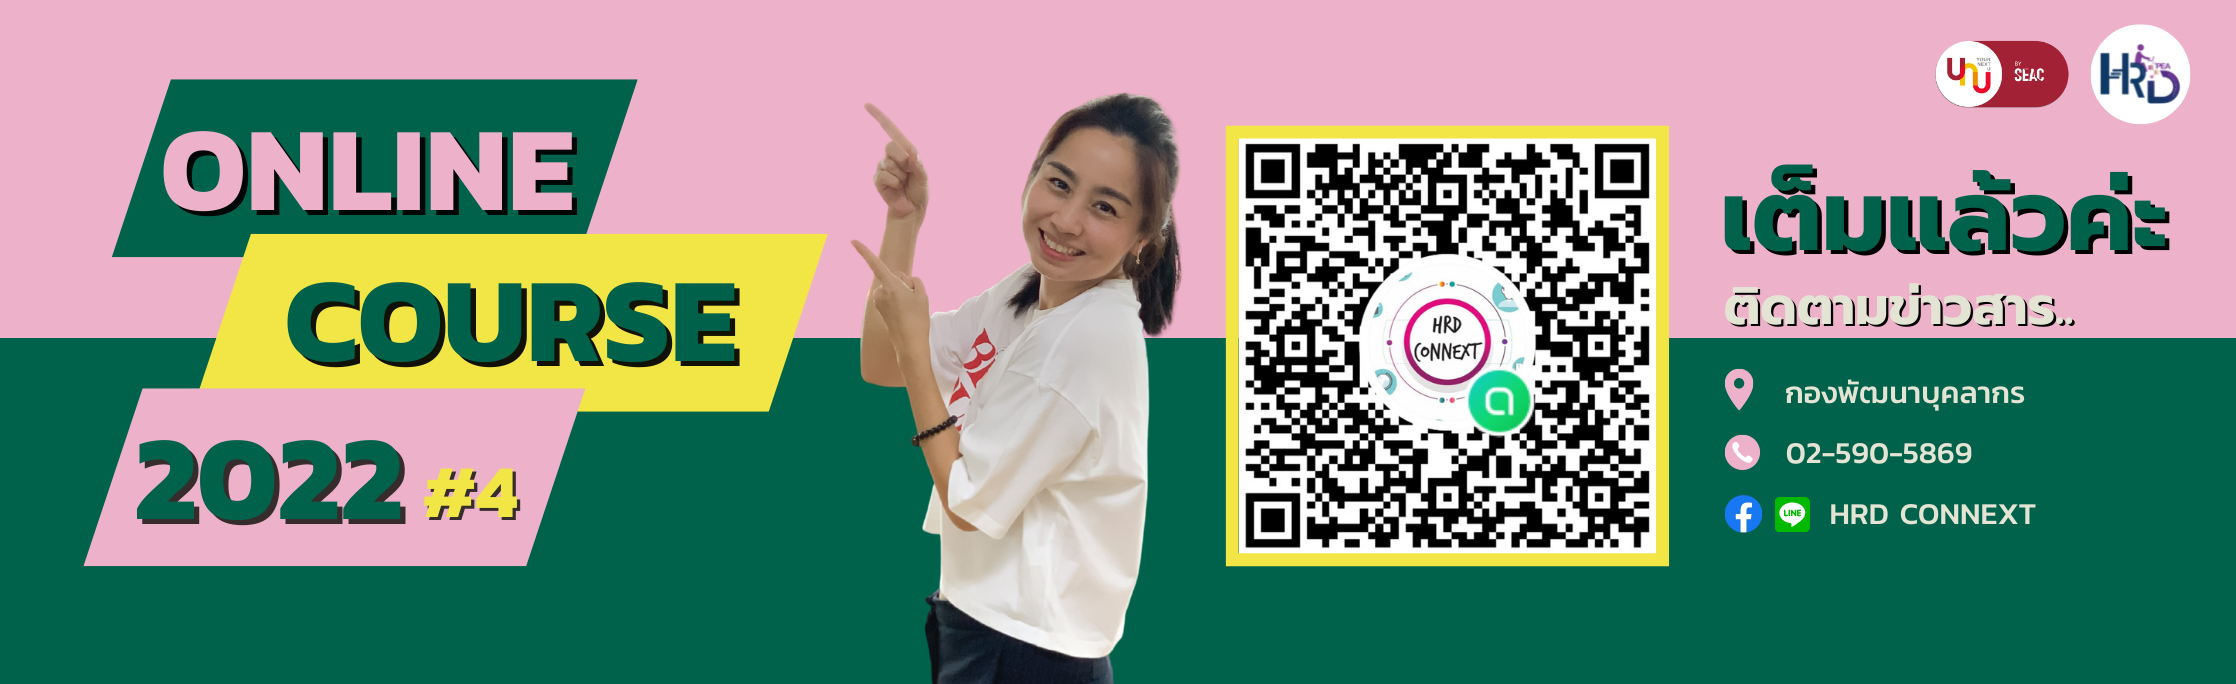 ONLINE
COURSE
2022 #4
HRD
CONNEXT
YOUR
NEXT
U
unu
BY
SEAC
HRD
PEA
เต็มแล้วค่ะ
ติดตามข่าวสาร..
กองพัฒนาบุคลากร
02-590-5869
LINE
HRD CONNEXT